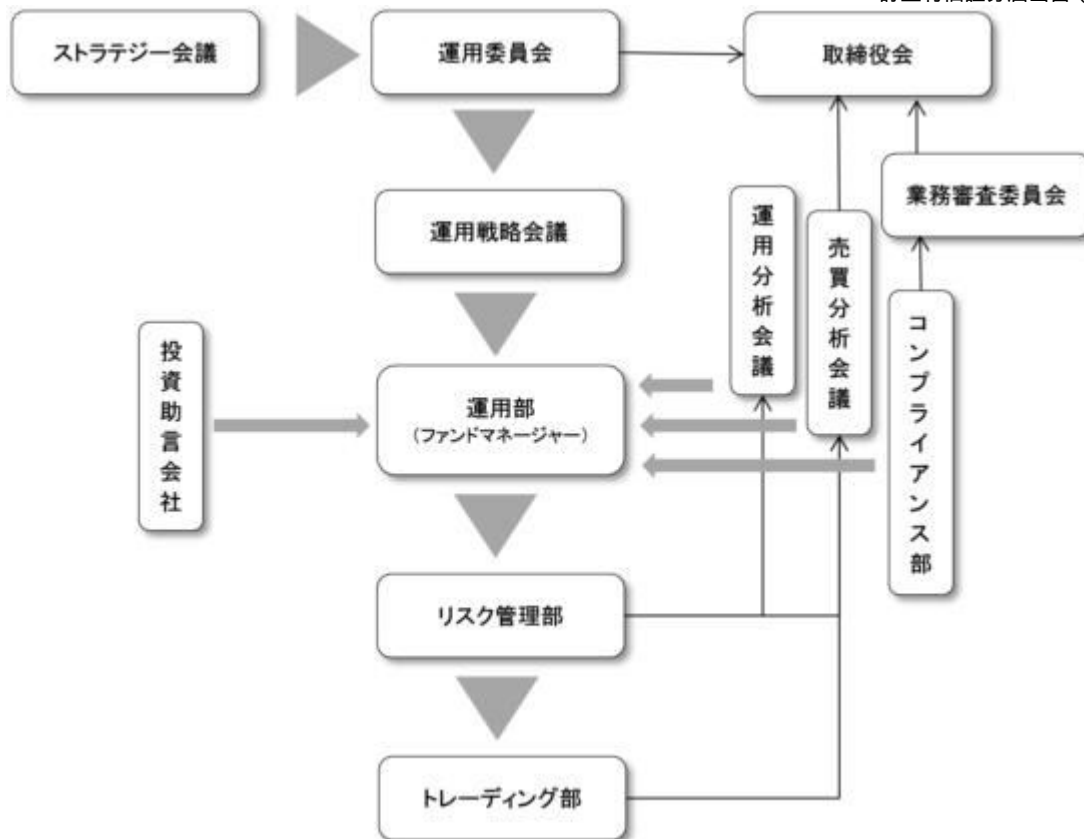 ストラテジー会議
運用委員会
取締役会
業務審査委員会
運用戦略会議
運用分析会議
売買分析会議
コンプライアンス部
投資助言会社
運用部
(ファンドマネージャー)
リスク管理部
トレーディング部